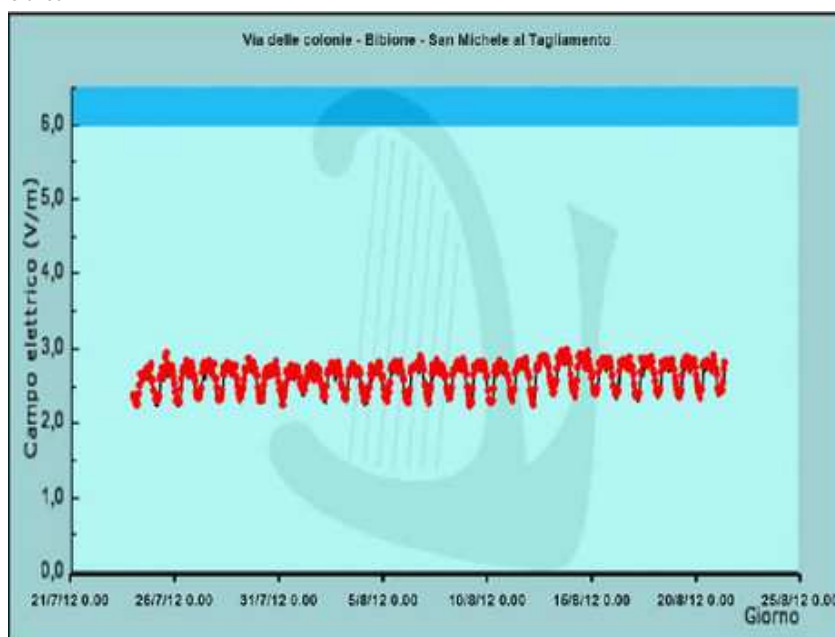 Via delle colonie - Bibione - San Michele al Tagliamento
Campo elettrico (V/m)
6,0
5,0
4,0
3,0
2,0
1,0
0,0
21/7/12 0.00 26/7/12 0.00 31/7/12 0.00 5/8/12 0.00 10/8/12 0.00 15/8/12 0.00 20/8/12 0.00 25/8/12 0.00
Giorno